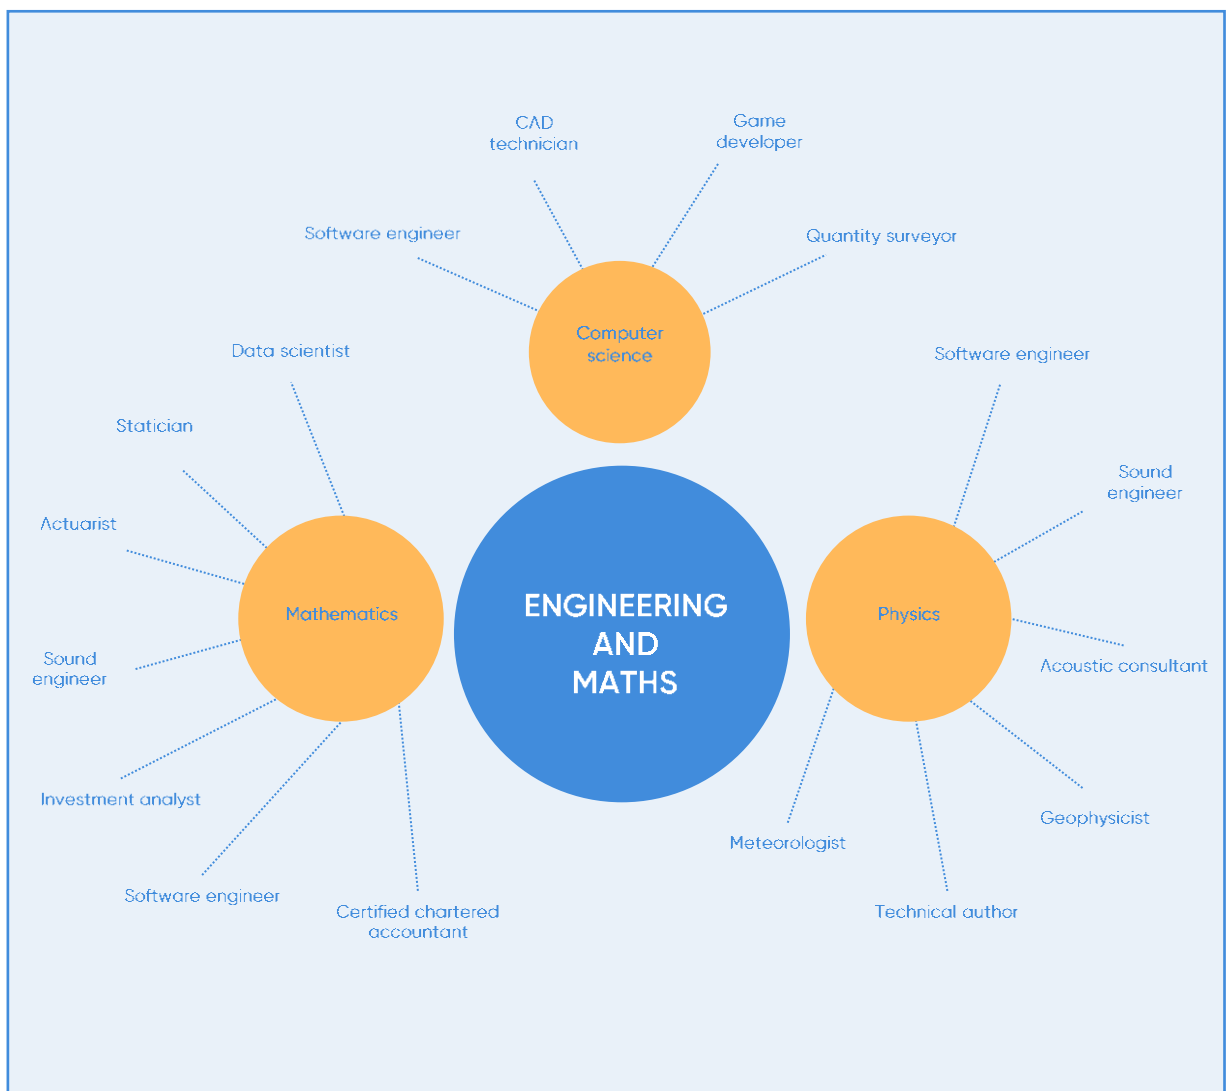 CAD
technician
Game
developer
Software engineer
Quantity surveyor
Computer
science
Data scientist
Software engineer
Statician
Sound
engineer
Actuarist
ENGINEERING
AND
MATHS
Mathematics
Physics
Sound
engineer
Acoustic consultant
Investment analyst
Geophysicist
Meteorologist
Software engineer
Certified chartered
accountant
Technical author